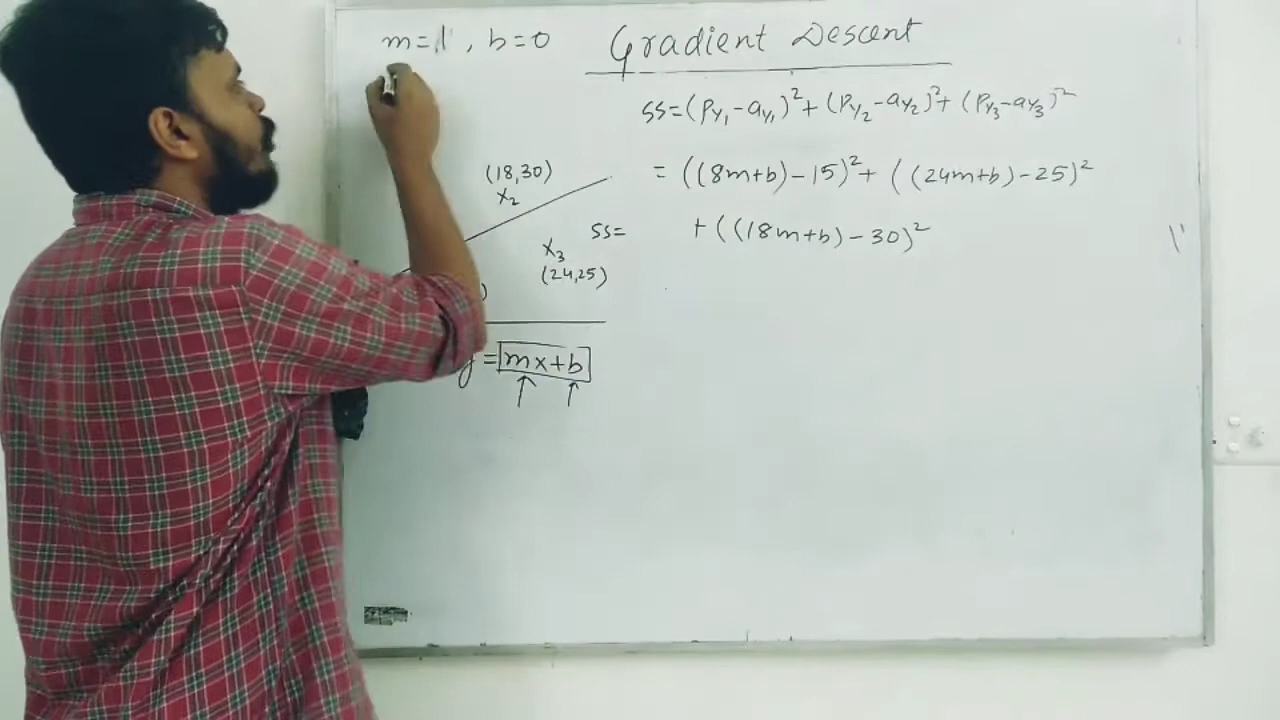 m=1, b=0
Gradient Descent
SS=(Py₁-ay₁)²+(Py₂-ay₂)²+(Py₃-ay₃)²
=((8m+b)-15)²+((24m+b)-25)²
+((18m+b)-30)²
(18,30)
x₂
SS=
x₃
(24,25)
y=mx+b